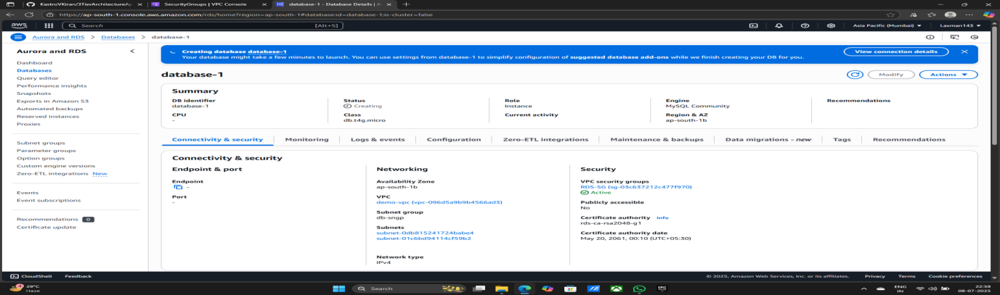 KastroVKiran/3TierArchitectureAp
SecurityGroups | VPC Console
database-1 - Database Details | A
https://ap-south-1.console.aws.amazon.com/rds/home?region=ap-south-1#database:id=database-1;is-cluster=false
aws
Search [Alt+S]
Asia Pacific (Mumbai) Laxman143
Aurora and RDS > Databases > database-1
Aurora and RDS
Dashboard
Databases
Query editor
Performance insights
Snapshots
Exports in Amazon S3
Automated backups
Reserved instances
Proxies
Subnet groups
Parameter groups
Option groups
Custom engine versions
Zero-ETL integrations New
Events
Event subscriptions
Recommendations 0
Certificate update
Creating database database-1
Your database might take a few minutes to launch. You can use settings from database-1 to simplify configuration of suggested database add-ons while we finish creating your DB for you.
View connection details
database-1
Modify
Actions
Summary
DB identifier
database-1
CPU
-
Status
Creating
Class
db.t4g.micro
Role
Instance
Current activity
Engine
MySQL Community
Region & AZ
ap-south-1b
Recommendations
Connectivity & security Monitoring Logs & events Configuration Zero-ETL integrations Maintenance & backups Data migrations - new Tags Recommendations
Connectivity & security
Endpoint & port
Endpoint
-
Port
-
Networking
Availability Zone
ap-south-1b
VPC
demo-vpc (vpc-096d5a9b9b4566ad3)
Subnet group
db-sngp
Subnets
subnet-0db815241724babe4
subnet-01c6bd94114cf59b2
Network type
IPv4
Security
VPC security groups
RDS-SG (sg-03c637212c477f970)
Active
Publicly accessible
No
Certificate authority Info
rds-ca-rsa2048-g1
Certificate authority date
May 20, 2061, 00:10 (UTC+05:30)
CloudShell Feedback
© 2025, Amazon Web Services, Inc. or its affiliates. Privacy Terms Cookie preferences
29°C
Haze
Search
ENG
IN
22:59
08-07-2025